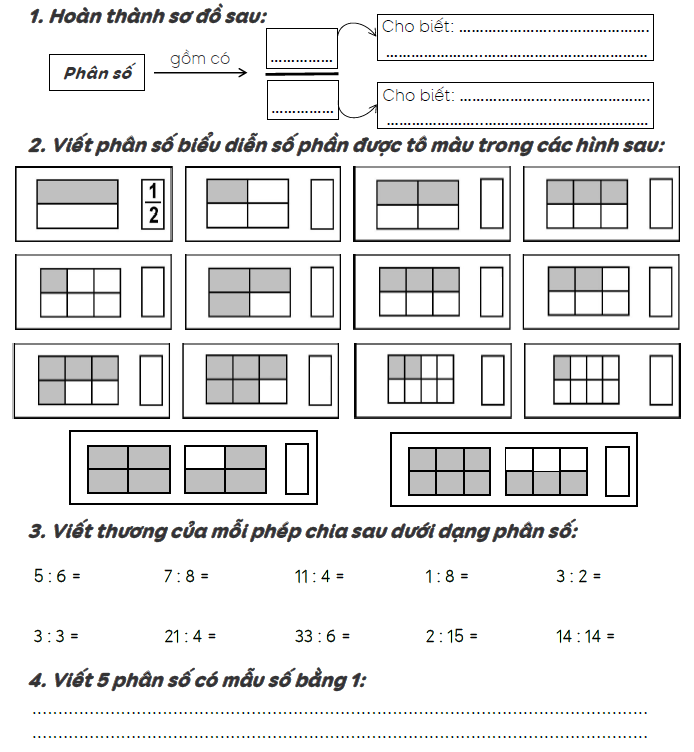 1. Hoàn thành sơ đồ sau:
Phân số
gồm có
……………
……………
Cho biết: ……………………………………
………………………………………………………
Cho biết: ……………………………………
………………………………………………………
2. Viết phân số biểu diễn số phần được tô màu trong các hình sau:
1
2
3. Viết thương của mỗi phép chia sau dưới dạng phân số:
5 : 6 = 7 : 8 = 11 : 4 = 1 : 8 = 3 : 2 =
3 : 3 = 21 : 4 = 33 : 6 = 2 : 15 = 14 : 14 =
4. Viết 5 phân số có mẫu số bằng 1:
……………………………………………………………………………………………………
……………………………………………………………………………………………………